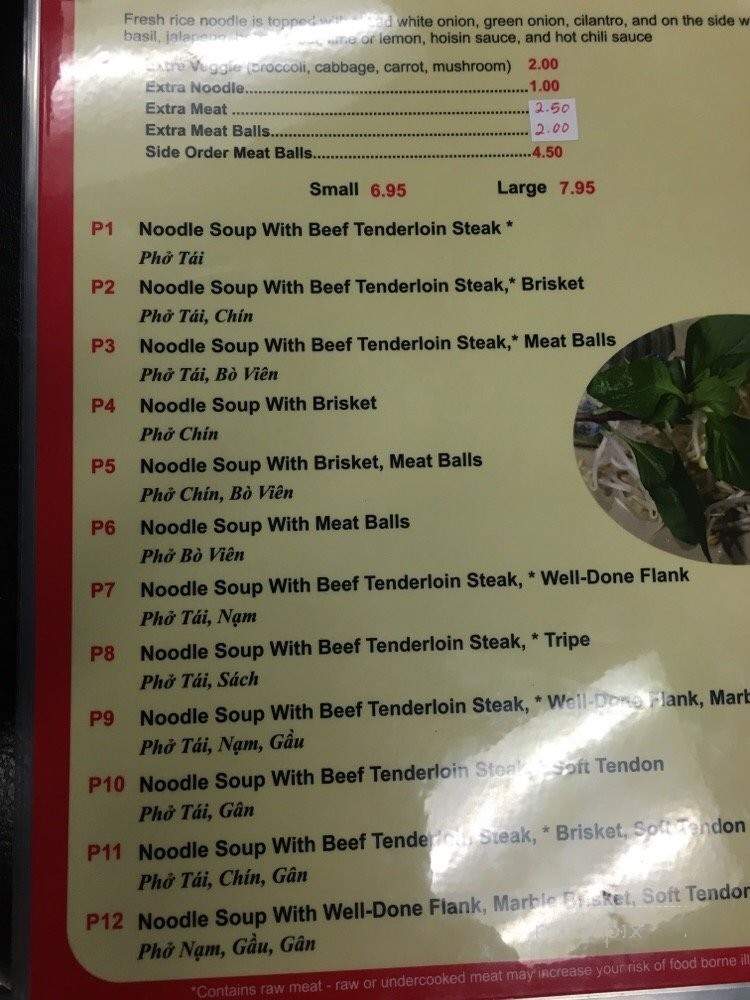 Fresh rice noodle is topped white onion, green onion, cilantro, and on the side w
basil, or lemon, hoisin sauce, and hot chili sauce
Veggie (broccoli, cabbage, carrot, mushroom) 2.00
Extra Noodle..........1.00
Extra Meat ..........2.50
Extra Meat Balls..........2.00
Side Order Meat Balls..........4.50
Small 6.95 Large 7.95
P1 Noodle Soup With Beef Tenderloin Steak *
Phở Tái
P2 Noodle Soup With Beef Tenderloin Steak,* Brisket
Phở Tái, Chín
P3 Noodle Soup With Beef Tenderloin Steak,* Meat Balls
Phở Tái, Bò Viên
P4 Noodle Soup With Brisket
Phở Chín
P5 Noodle Soup With Brisket, Meat Balls
Phở Chín, Bò Viên
P6 Noodle Soup With Meat Balls
Phở Bò Viên
P7 Noodle Soup With Beef Tenderloin Steak, * Well-Done Flank
Phở Tái, Nạm
P8 Noodle Soup With Beef Tenderloin Steak, * Tripe
Phở Tái, Sách
P9 Noodle Soup With Beef Tenderloin Steak, * Well-Done Flank, Marb
Phở Tái, Nạm, Gầu
P10 Noodle Soup With Beef Tenderloin Steak, * Soft Tendon
Phở Tái, Gân
P11 Noodle Soup With Beef Tenderloin Steak, * Brisket, Soft Tendon
Phở Tái, Chín, Gân
P12 Noodle Soup With Well-Done Flank, Marble Brisket, Soft Tendon
Phở Nạm, Gầu, Gân
*Contains raw meat - raw or undercooked meat may increase your risk of food borne ill